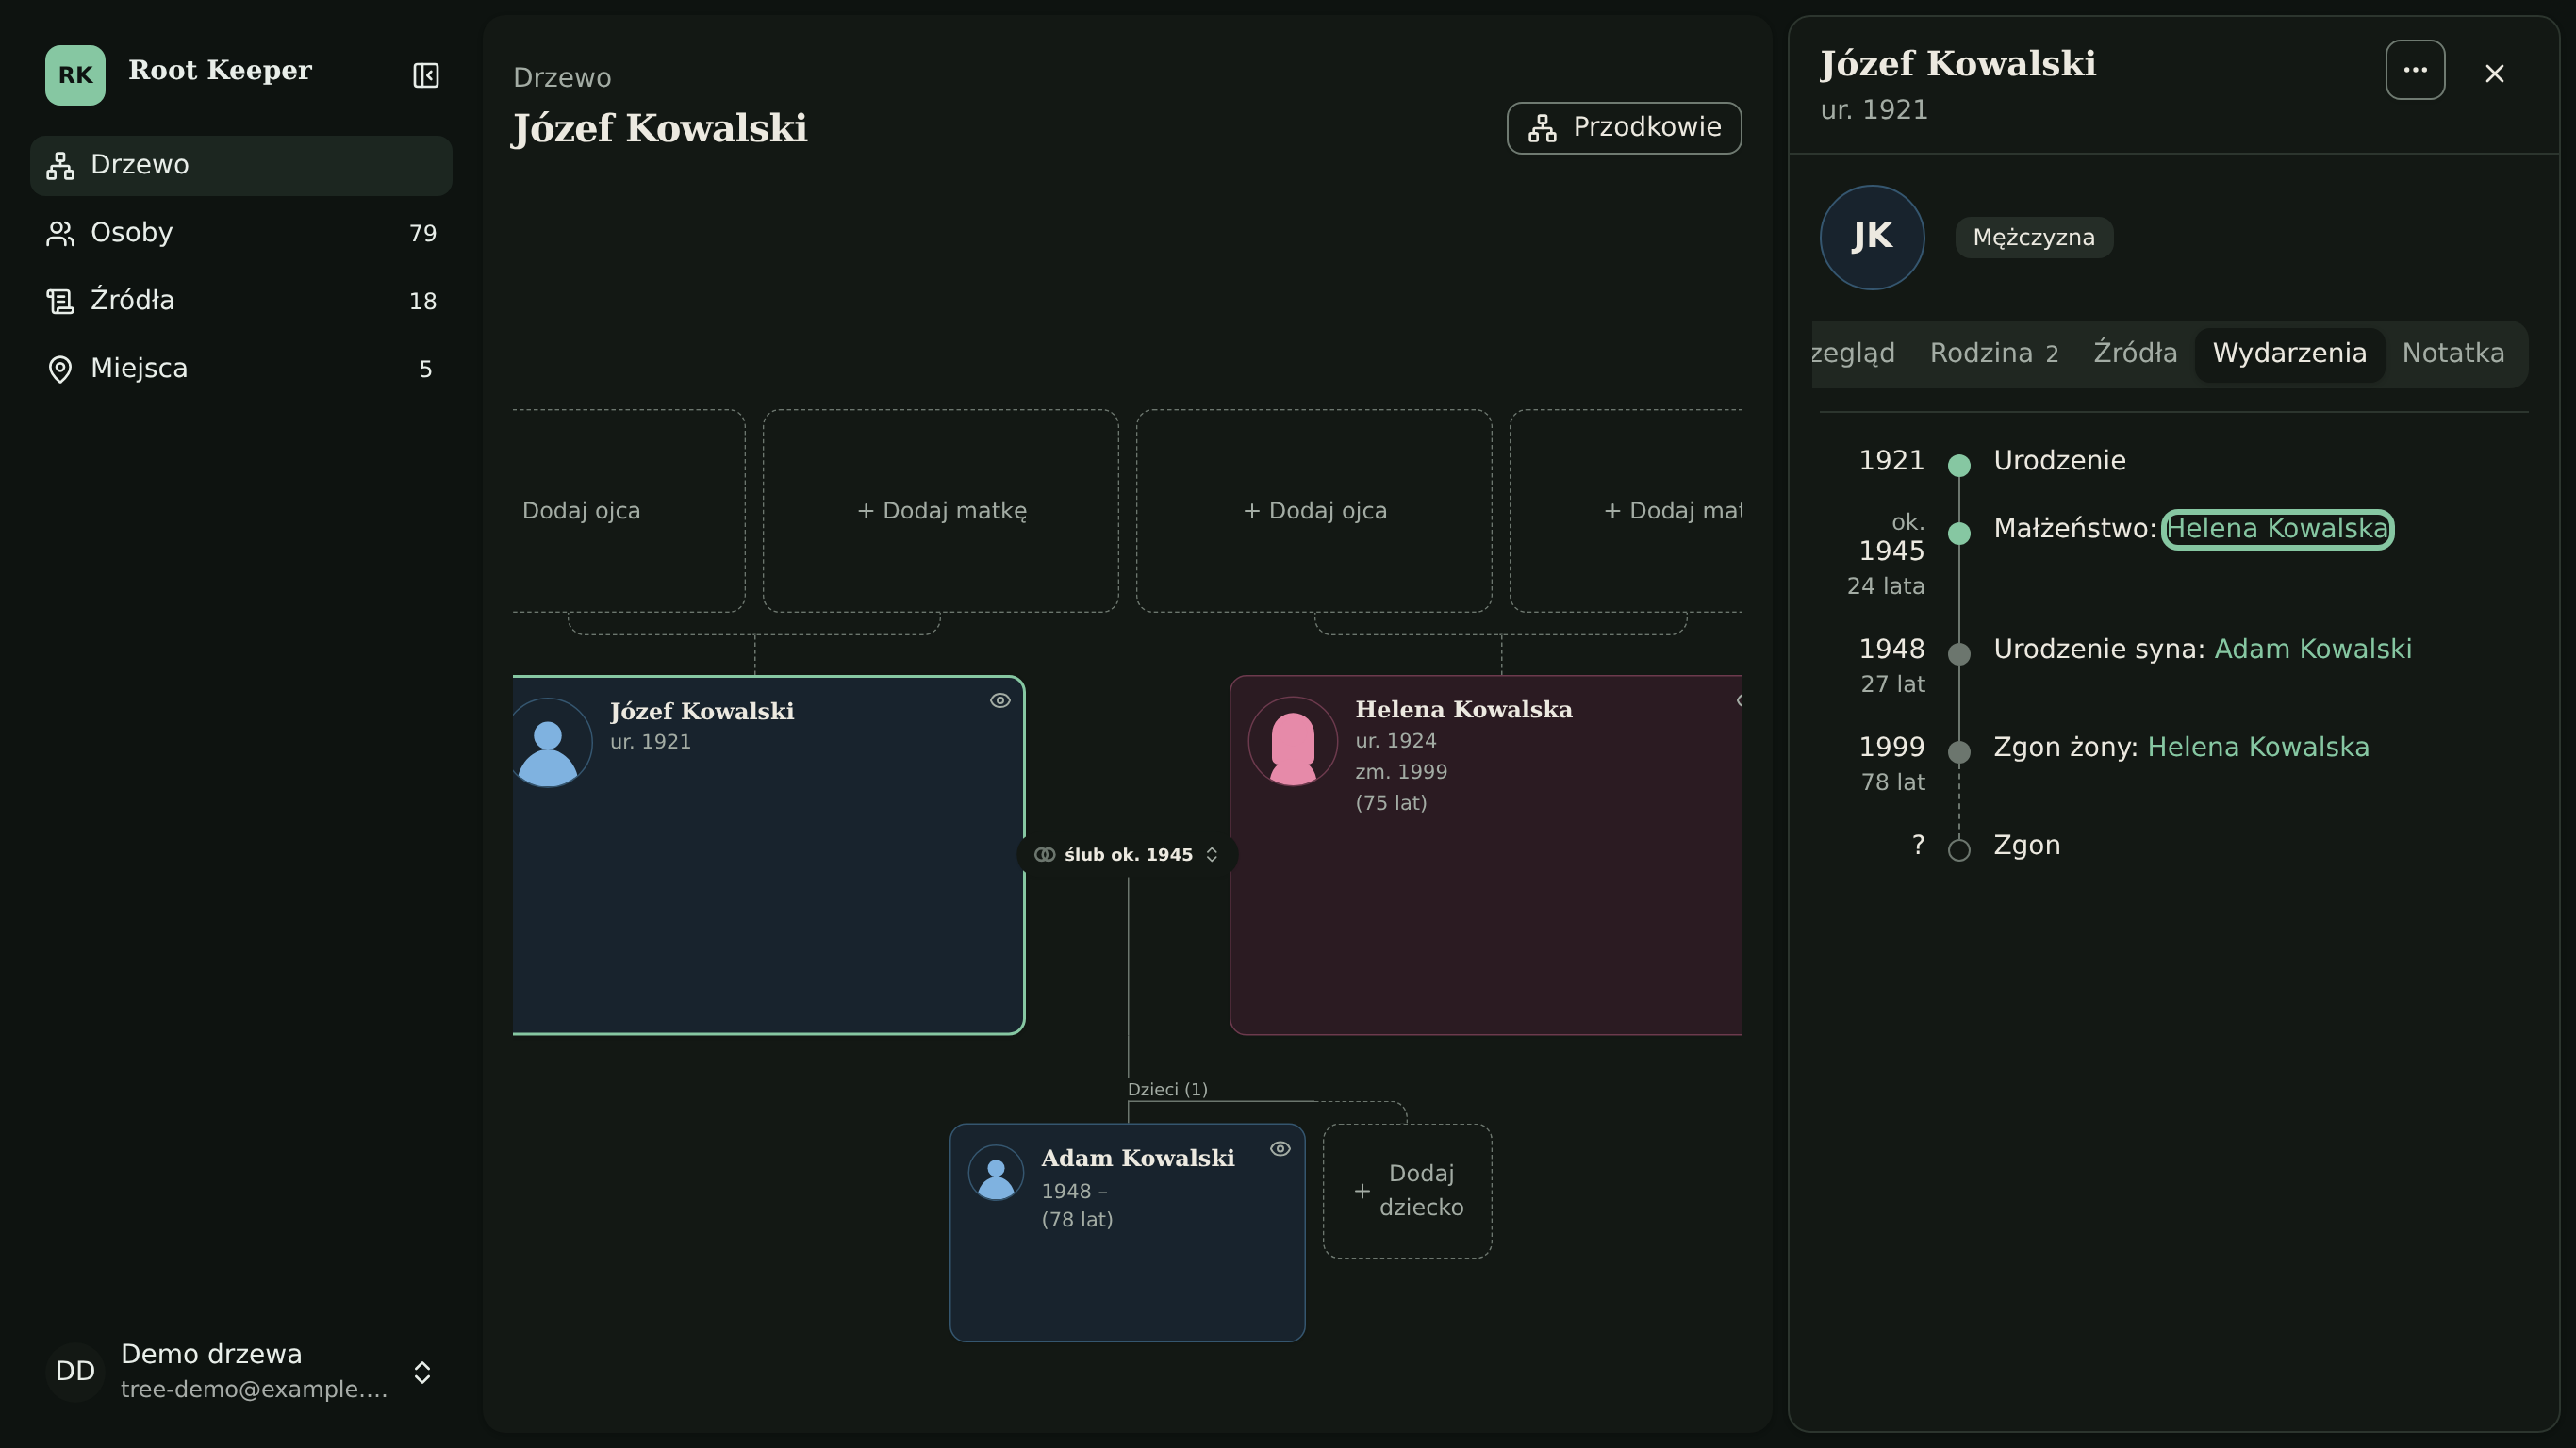 RK
Root Keeper
Drzewo
Osoby 79
Źródła 18
Miejsca 5
DD
Demo drzewa
tree-demo@example....
Drzewo
Józef Kowalski
Przodkowie
Dodaj ojca
+ Dodaj matkę
+ Dodaj ojca
+ Dodaj mat
Józef Kowalski
ur. 1921
Helena Kowalska
ur. 1924
zm. 1999
(75 lat)
ślub ok. 1945
Dzieci (1)
Adam Kowalski
1948 –
(78 lat)
+ Dodaj
dziecko
Józef Kowalski
ur. 1921
JK
Mężczyzna
zegląd Rodzina 2 Źródła Wydarzenia Notatka
1921 Urodzenie
ok.
1945
24 lata
Małżeństwo: Helena Kowalska
1948
27 lat
Urodzenie syna: Adam Kowalski
1999
78 lat
Zgon żony: Helena Kowalska
? Zgon